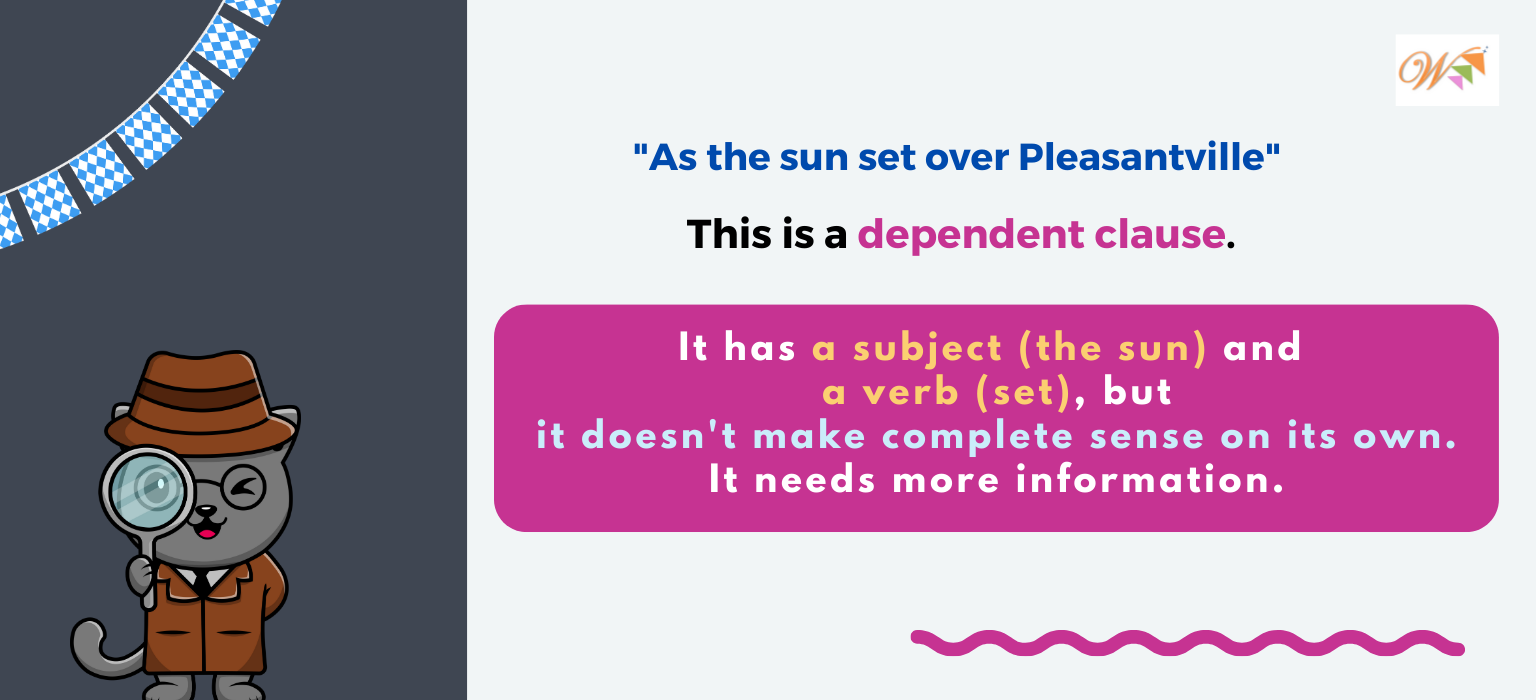 W
"As the sun set over Pleasantville"
This is a dependent clause.
It has a subject (the sun) and
a verb (set), but
it doesn't make complete sense on its own.
It needs more information.